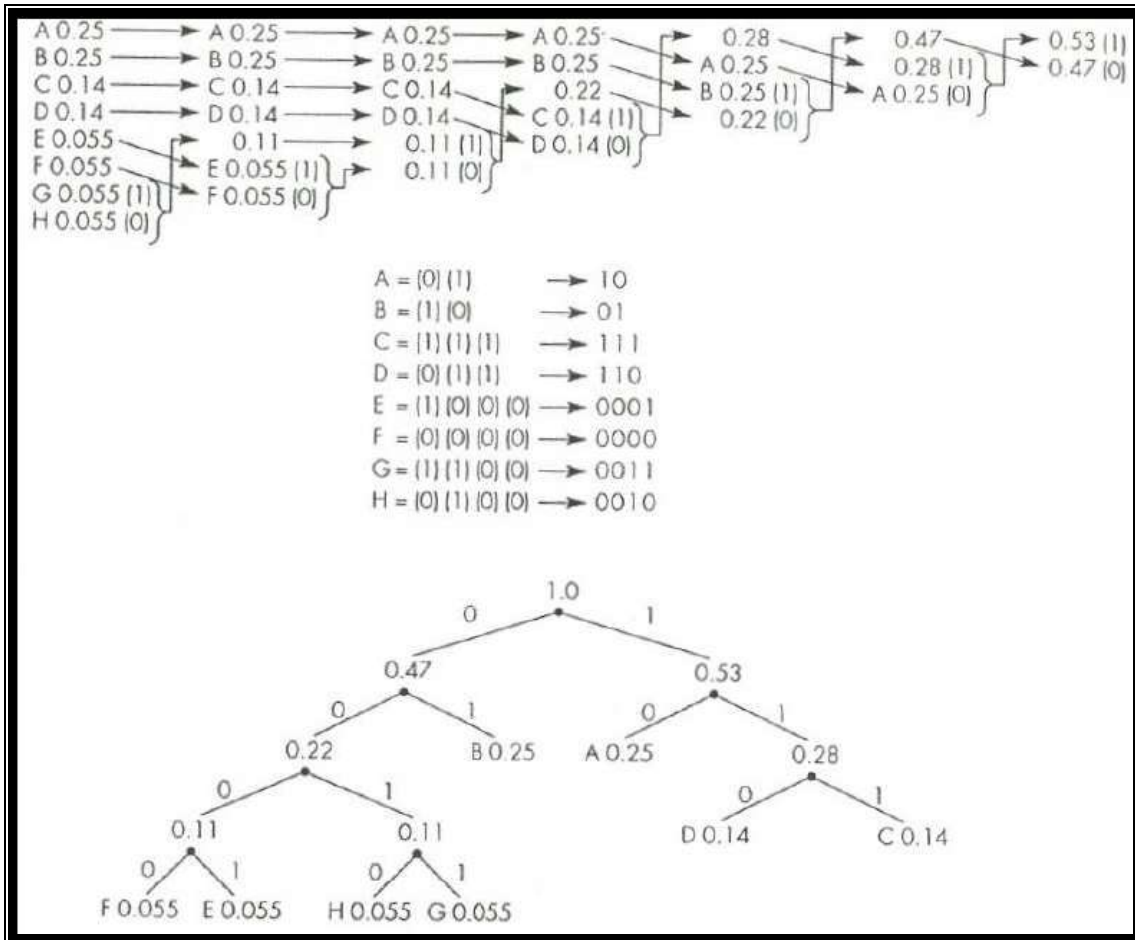 A 0.25 A 0.25 A 0.25 A 0.25 0.28 0.47 0.53 (1)
B 0.25 B 0.25 B 0.25 B 0.25 A 0.25 0.28 (1) 0.47 (0)
C 0.14 C 0.14 C 0.14 0.22 B 0.25 (1) A 0.25 (0)
D 0.14 D 0.14 D 0.14 C 0.14 (1) 0.22 (0)
E 0.055 0.11 0.11 (1) D 0.14 (0)
F 0.055 E 0.055 (1) 0.11 (0)
G 0.055 (1) F 0.055 (0)
H 0.055 (0)
A = (0) (1) → 10
B = (1) (0) → 01
C = (1) (1) (1) → 111
D = (0) (1) (1) → 110
E = (1) (0) (0) (0) → 0001
F = (0) (0) (0) (0) → 0000
G = (1) (1) (0) (0) → 0011
H = (0) (1) (0) (0) → 0010
1.0
0 1
0.47 0.53
0 1 0 1
0.22 B 0.25 A 0.25 0.28
0 1 0 1
0.11 0.11 D 0.14 C 0.14
0 1 0 1
F 0.055 E 0.055 H 0.055 G 0.055